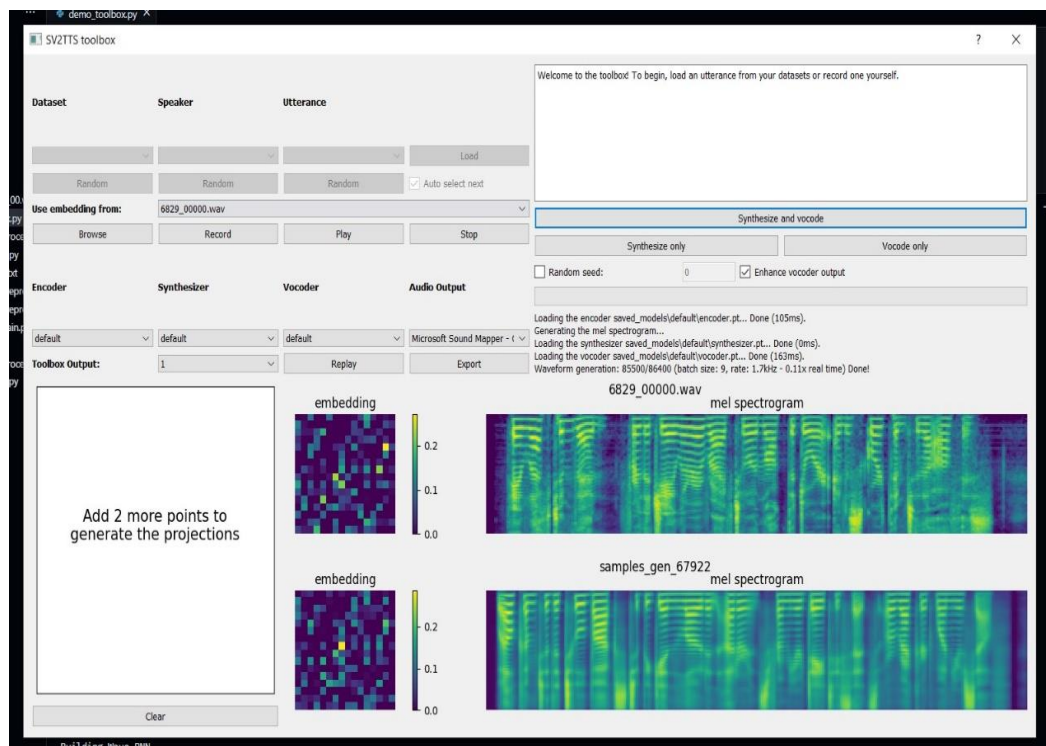 demo_toolbox.py
SV2TTS toolbox
?
Welcome to the toolbox! To begin, load an utterance from your datasets or record one yourself.
Dataset Speaker Utterance
Load
Random Random Random Auto select next
Use embedding from: 6829_00000.wav
Synthesize and vocode
Browse Record Play Stop
Synthesize only Vocode only
Random seed: 0 Enhance vocoder output
Encoder Synthesizer Vocoder Audio Output
Loading the encoder saved_models\default\encoder.pt... Done (105ms).
Generating the mel spectrogram...
Loading the synthesizer saved_models\default\synthesizer.pt... Done (0ms).
Loading the vocoder saved_models\default\vocoder.pt... Done (163ms).
Waveform generation: 85500/86400 (batch size: 9, rate: 1.7kHz - 0.11x real time) Done!
default default default Microsoft Sound Mapper - (
Toolbox Output: 1 Replay Export
6829_00000.wav
embedding mel spectrogram
0.2
0.1
0.0
Add 2 more points to
generate the projections
samples_gen_67922
embedding mel spectrogram
0.2
0.1
0.0
Clear